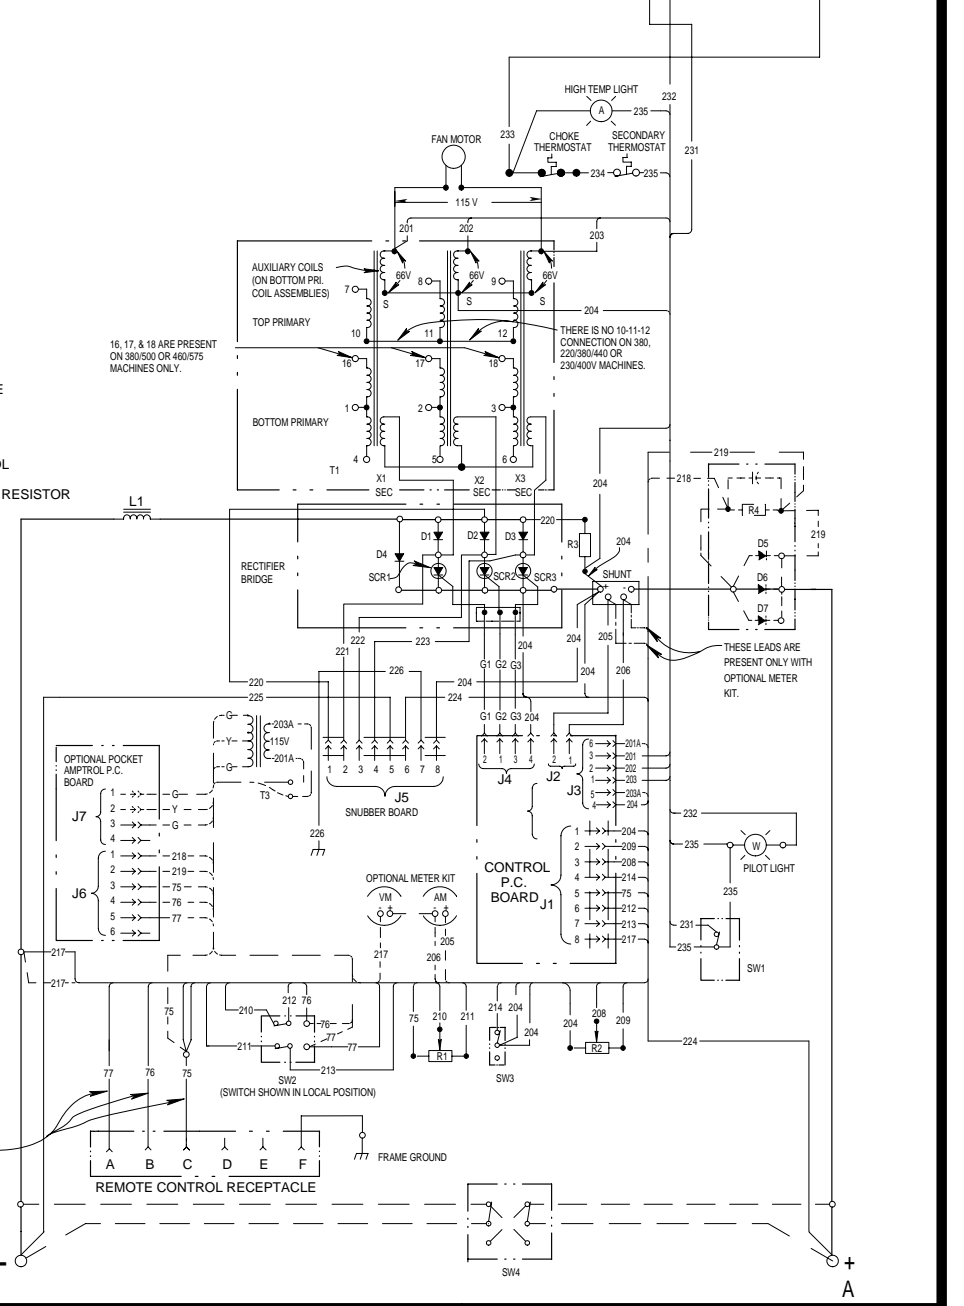 HIGH TEMP LIGHT
232
A
235
FAN MOTOR
233
CHOKE
THERMOSTAT
SECONDARY
THERMOSTAT
231
234
235
115 V
201
202
203
AUXILIARY COILS
(ON BOTTOM PRI.
COIL ASSEMBLIES)
66V
66V
66V
7
8
9
S
S
S
204
TOP PRIMARY
10
11
12
THERE IS NO 10-11-12
CONNECTION ON 380,
220/380/440 OR
230/400V MACHINES.
16, 17, & 18 ARE PRESENT
ON 380/500 OR 460/575
MACHINES ONLY.
16
17
18
E
1
2
3
BOTTOM PRIMARY
4
5
6
OL
T1
X1
SEC
X2
SEC
X3
SEC
RESISTOR
L1
204
219
218
R4
219
220
D1
D2
D3
R3
204
D4
D5
RECTIFIER
BRIDGE
SCR1
SCR2
SCR3
SHUNT
+
-
D6
D7
222
221
223
204
204
205
THESE LEADS ARE
PRESENT ONLY WITH
OPTIONAL METER
KIT.
226
G1
G2
G3
204
206
220
204
225
224
G
203A
Y
115V
G
201A
T3
G1
G2
G3
204
OPTIONAL POCKET
AMPTROL P.C.
BOARD
1 2 3 4 5 6 7 8
J5
SNUBBER BOARD
2 1 3 4
J4
2 1
J2
J3
6 201A
3 201
2 202
1 203
5 203A
4 204
J7
1 G
2 Y
3 G
4
J6
1 218
2 219
3 75
4 76
5 77
6
226
232
235
W
PILOT LIGHT
CONTROL
P.C.
BOARD
J1
1 204
2 209
3 208
4 214
5 75
6 212
7 213
8 217
OPTIONAL METER KIT
VM
- +
AM
- +
235
231
235
SW1
217
217
217
205
206
75
210
212
76
76
77
211
77
213
SW2
(SWITCH SHOWN IN LOCAL POSITION)
75
210
211
R1
214
204
204
SW3
204
208
209
R2
224
77
76
75
FRAME GROUND
A B C D E F
REMOTE CONTROL RECEPTACLE
SW4
-
+
A